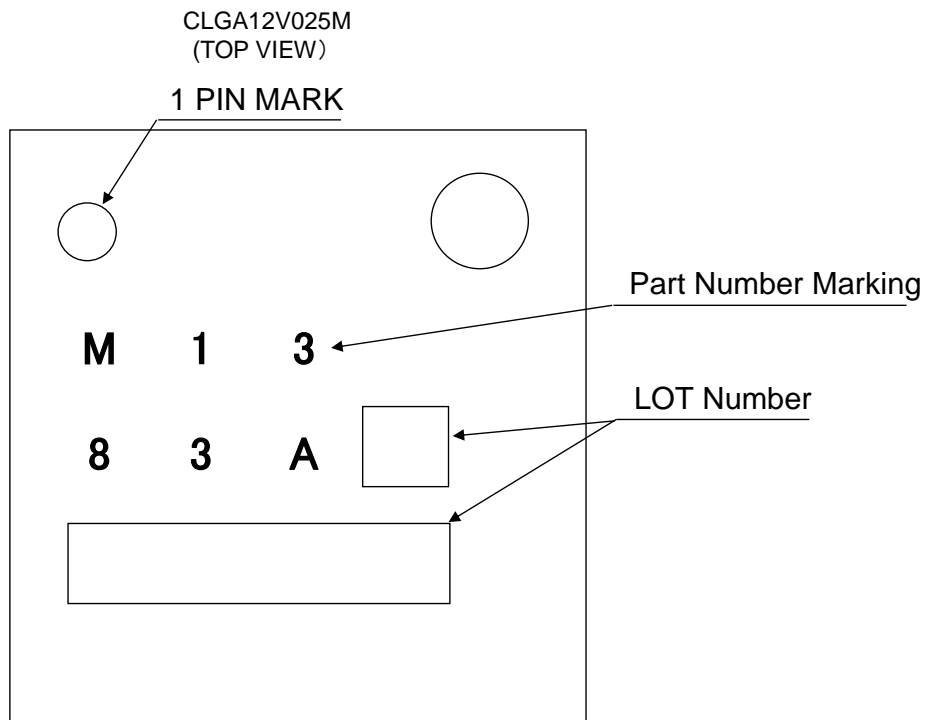 CLGA12V025M
(TOP VIEW）
1 PIN MARK
Part Number Marking
M 1 3
LOT Number
8 3 A